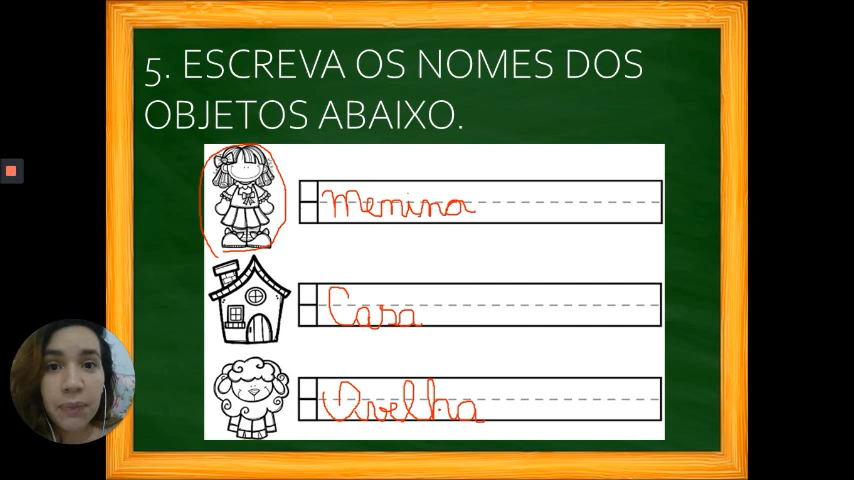 5. ESCREVA OS NOMES DOS
OBJETOS ABAIXO.
Menina
Casa
Ovelha